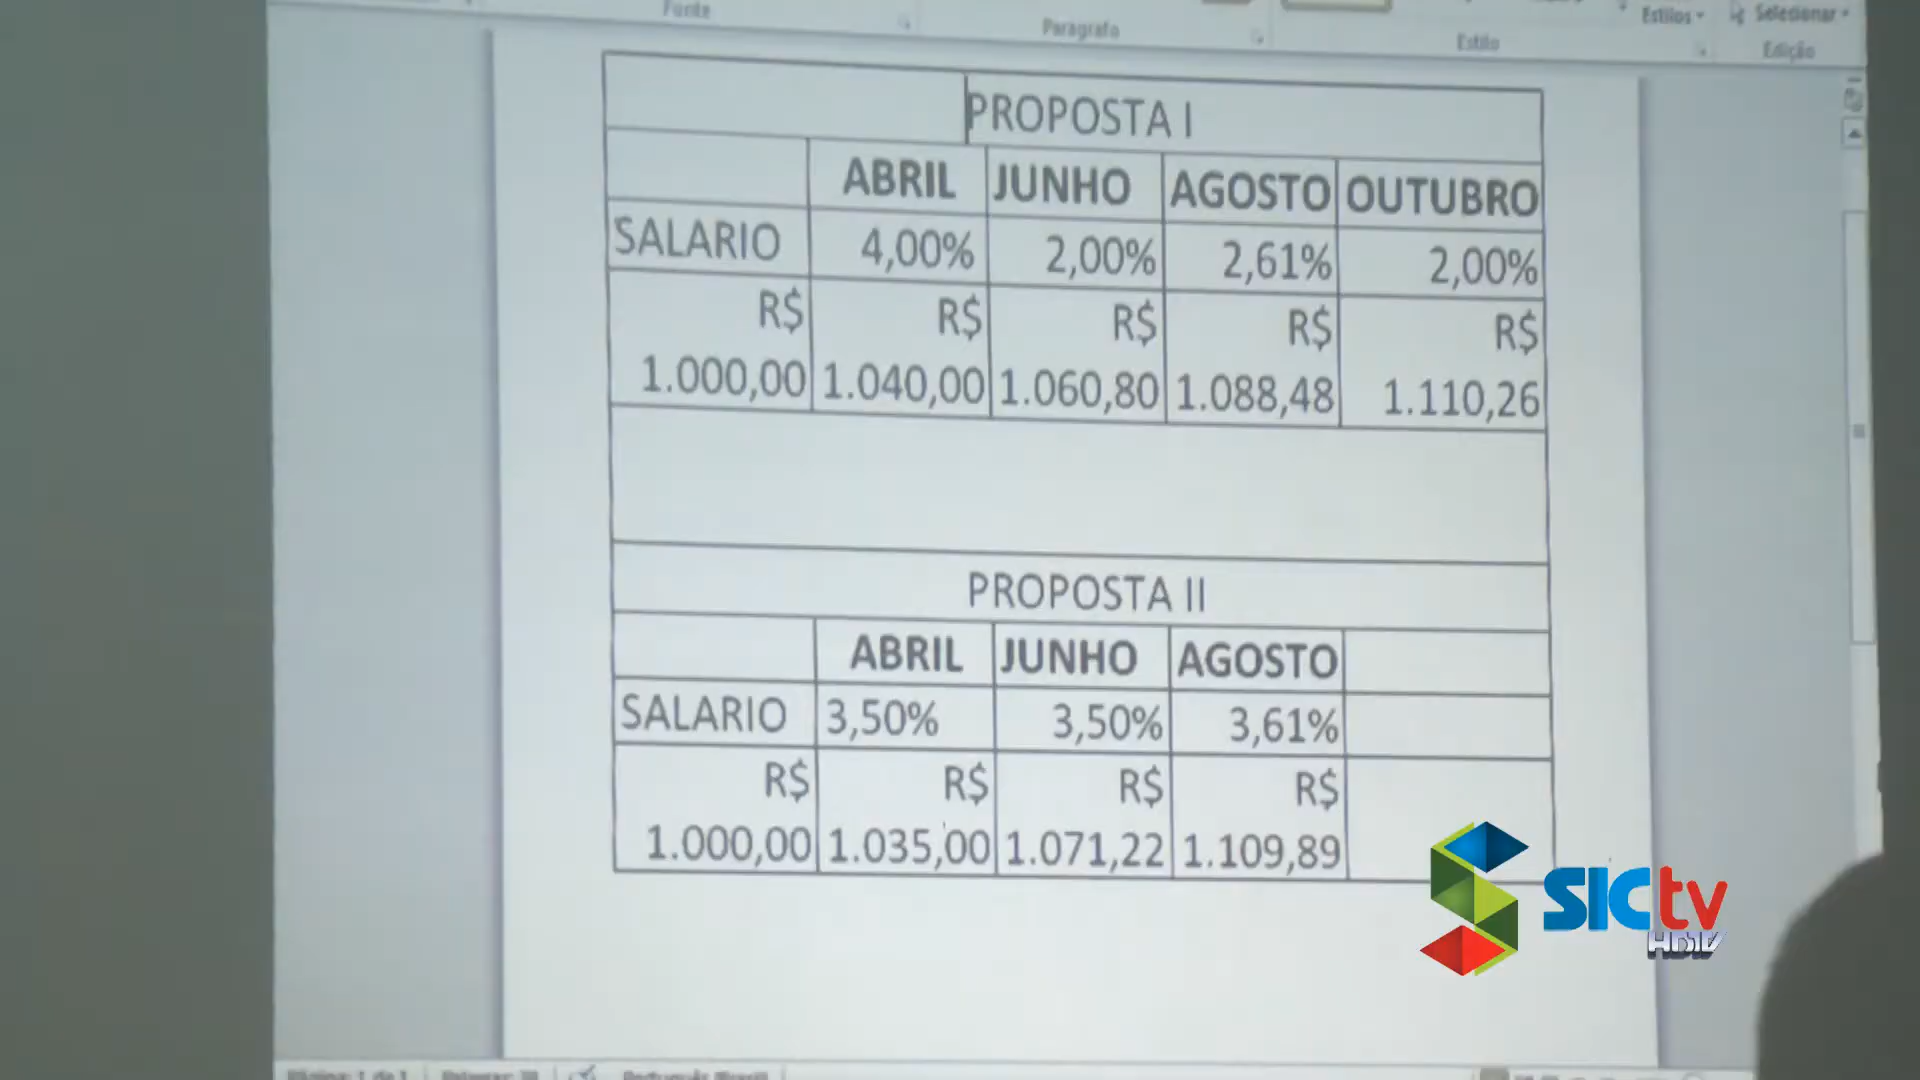 Fonte
Paragrafo
Estilo
Estilos
Selecionar
Edição
PROPOSTA I
ABRIL JUNHO AGOSTO OUTUBRO
SALARIO 4,00% 2,00% 2,61% 2,00%
R$ R$ R$ R$ R$
1.000,00 1.040,00 1.060,80 1.088,48 1.110,26
PROPOSTA II
ABRIL JUNHO AGOSTO
SALARIO 3,50% 3,50% 3,61%
R$ R$ R$ R$
1.000,00 1.035,00 1.071,22 1.109,89
SICtv
HDTV